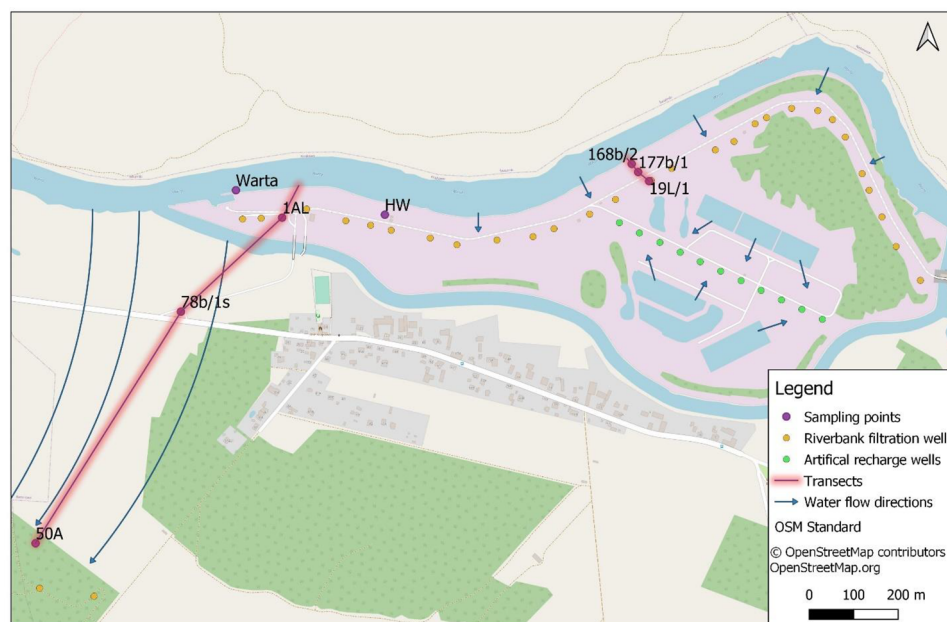 168b/2
177b/1
19L/1
Warta
1AL
HW
78b/1s
50A
Legend
Sampling points
Riverbank filtration well
Artifical recharge wells
Transects
Water flow directions
OSM Standard
© OpenStreetMap contributors
OpenStreetMap.org
0 100 200 m